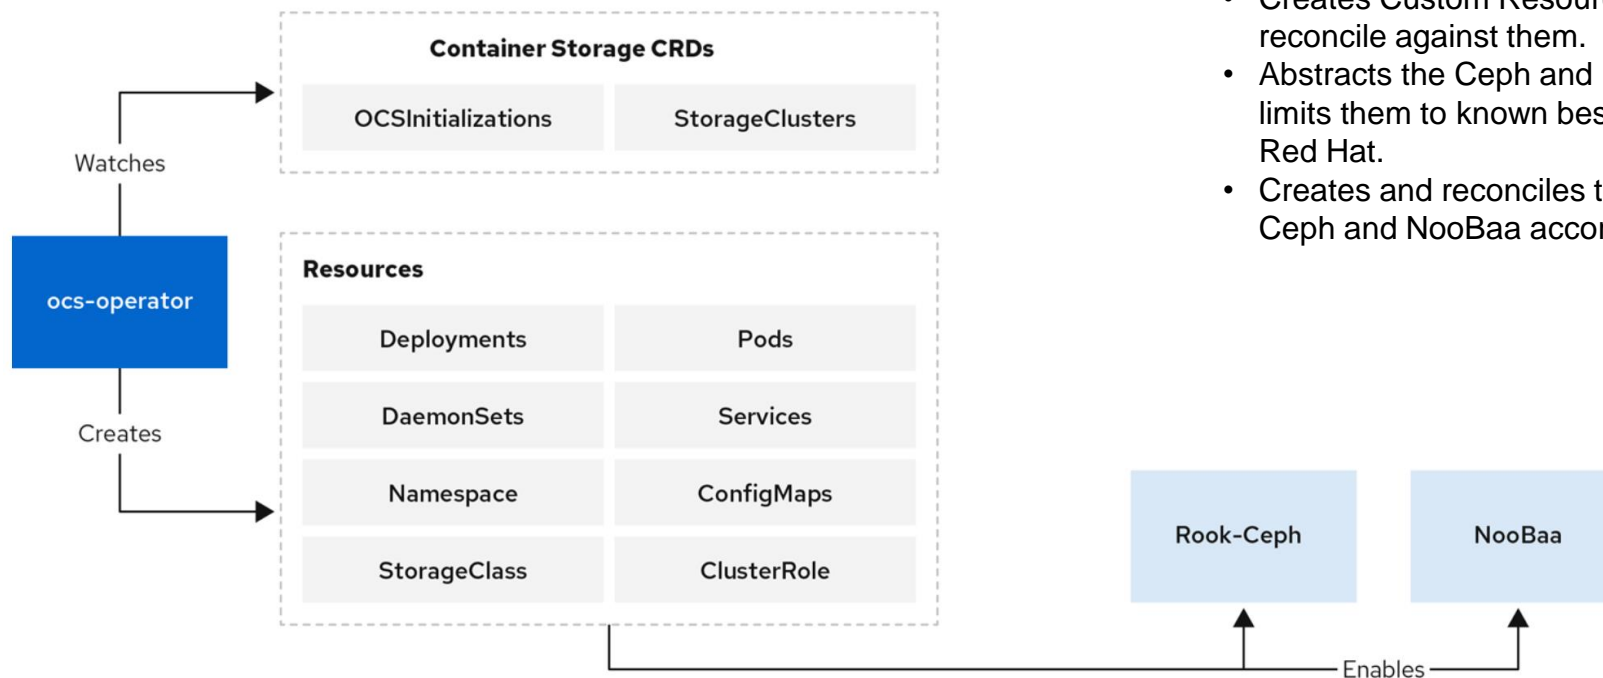 Container Storage CRDs
OCSInitializations
StorageClusters
Watches
ocs-operator
Creates
Resources
Deployments
Pods
DaemonSets
Services
Namespace
ConfigMaps
StorageClass
ClusterRole
• Creates Custom
reconcile against them.
• Abstracts the Ceph and
limits them to known
Red Hat.
• Creates and reconciles
Ceph and NooBaa
Rook-Ceph
NooBaa
Enables